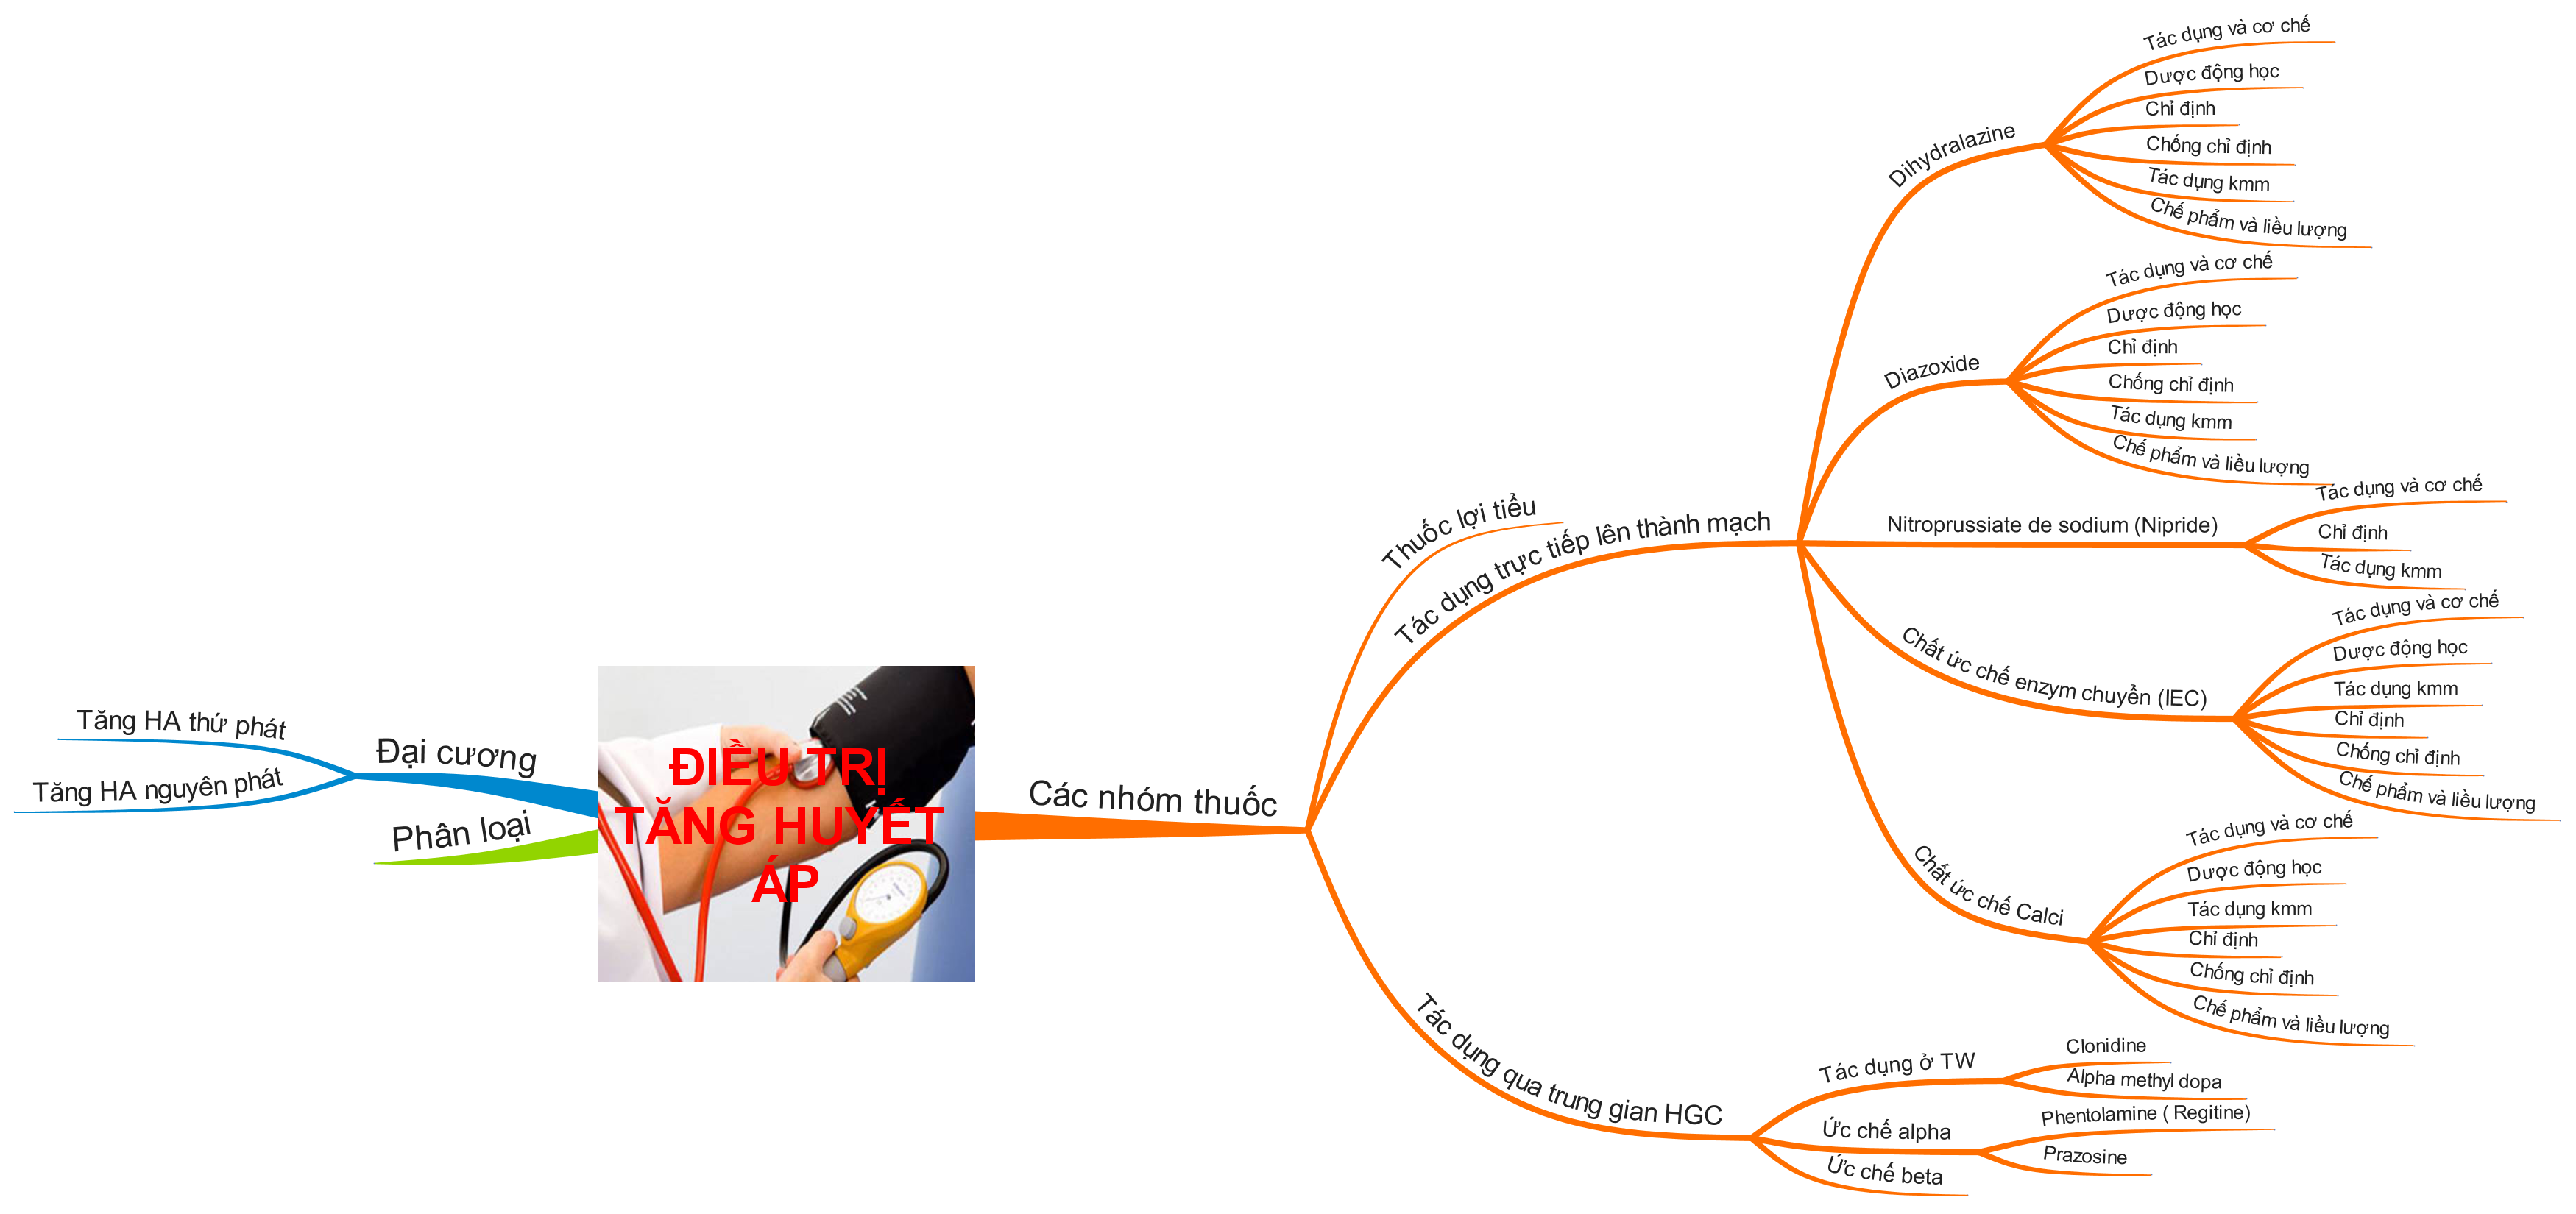 ĐIỀU TRỊ
TĂNG HUYẾT
ÁP
Đại cương
Tăng HA thứ phát
Tăng HA nguyên phát
Phân loại
Các nhóm thuốc
Thuốc lợi tiểu
Tác dụng trực tiếp lên thành mạch
Dihydralazine
Tác dụng và cơ chế
Dược động học
Chỉ định
Chống chỉ định
Tác dụng kmm
Chế phẩm và liều lượng
Diazoxide
Tác dụng và cơ chế
Dược động học
Chỉ định
Chống chỉ định
Tác dụng kmm
Chế phẩm và liều lượng
Nitroprussiate de sodium (Nipride)
Tác dụng và cơ chế
Chỉ định
Tác dụng kmm
Chất ức chế enzym chuyển (IEC)
Tác dụng và cơ chế
Dược động học
Tác dụng kmm
Chỉ định
Chống chỉ định
Chế phẩm và liều lượng
Chất ức chế Calci
Tác dụng và cơ chế
Dược động học
Tác dụng kmm
Chỉ định
Chống chỉ định
Chế phẩm và liều lượng
Tác dụng qua trung gian HGC
Tác dụng ở TW
Clonidine
Alpha methyl dopa
Ức chế alpha
Phentolamine ( Regitine)
Prazosine
Ức chế beta